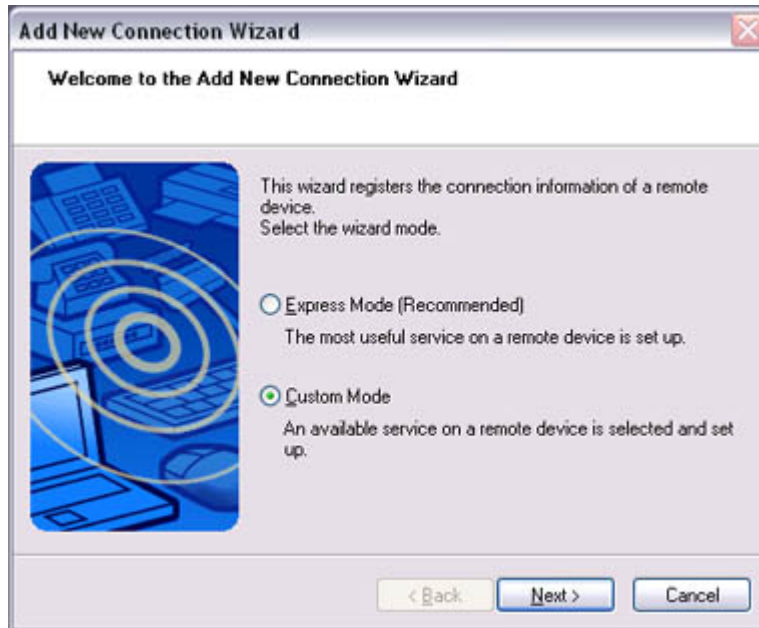 Add New Connection Wizard
Welcome to the Add New Connection Wizard
This wizard registers the connection information of a remote
device.
Select the wizard mode.
Express Mode (Recommended)
The most useful service on a remote device is set up.
Custom Mode
An available service on a remote device is selected and set
up.
< Back Next > Cancel